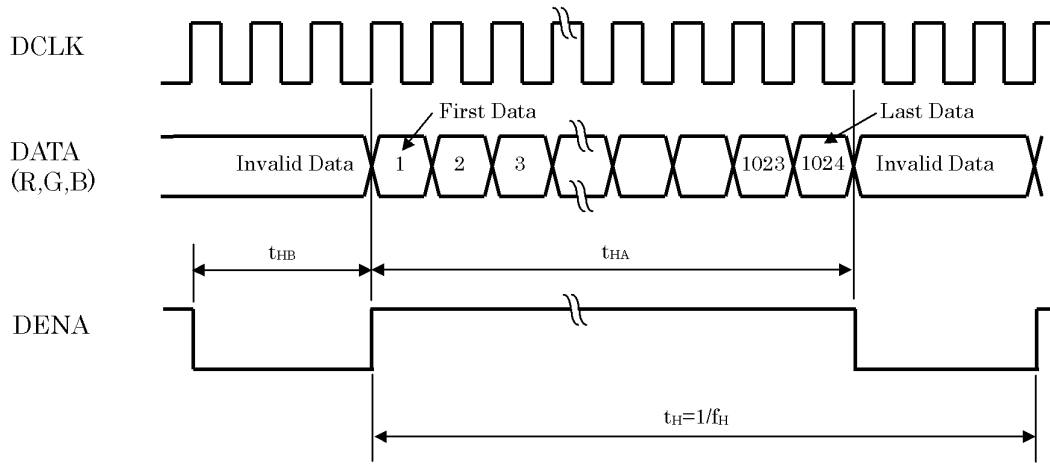 DCLK
First Data
Last Data
DATA
(R,G,B)
Invalid Data 1 2 3 1023 1024 Invalid Data
tHB
tHA
DENA
tH=1/fH